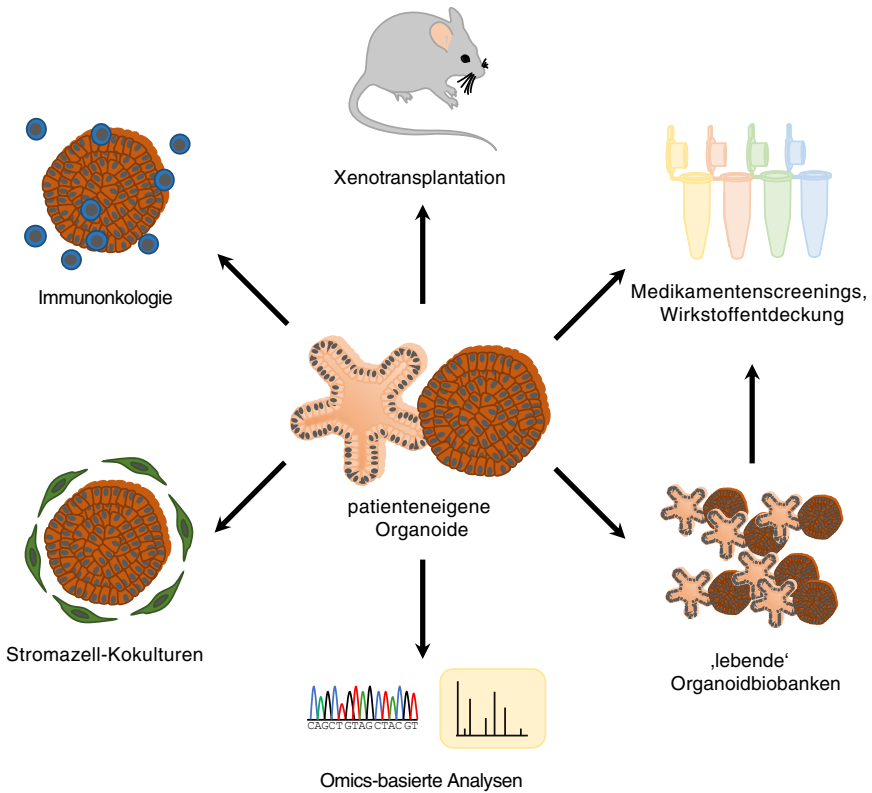 Xenotransplantation
Immunonkologie
Medikamentenscreenings,
Wirkstoffentdeckung
patienteneigene
Organoide
Stromazell-Kokulturen
‚lebende‘
Organoidbiobanken
CAGCTGTAGCTACGT
Omics-basierte Analysen